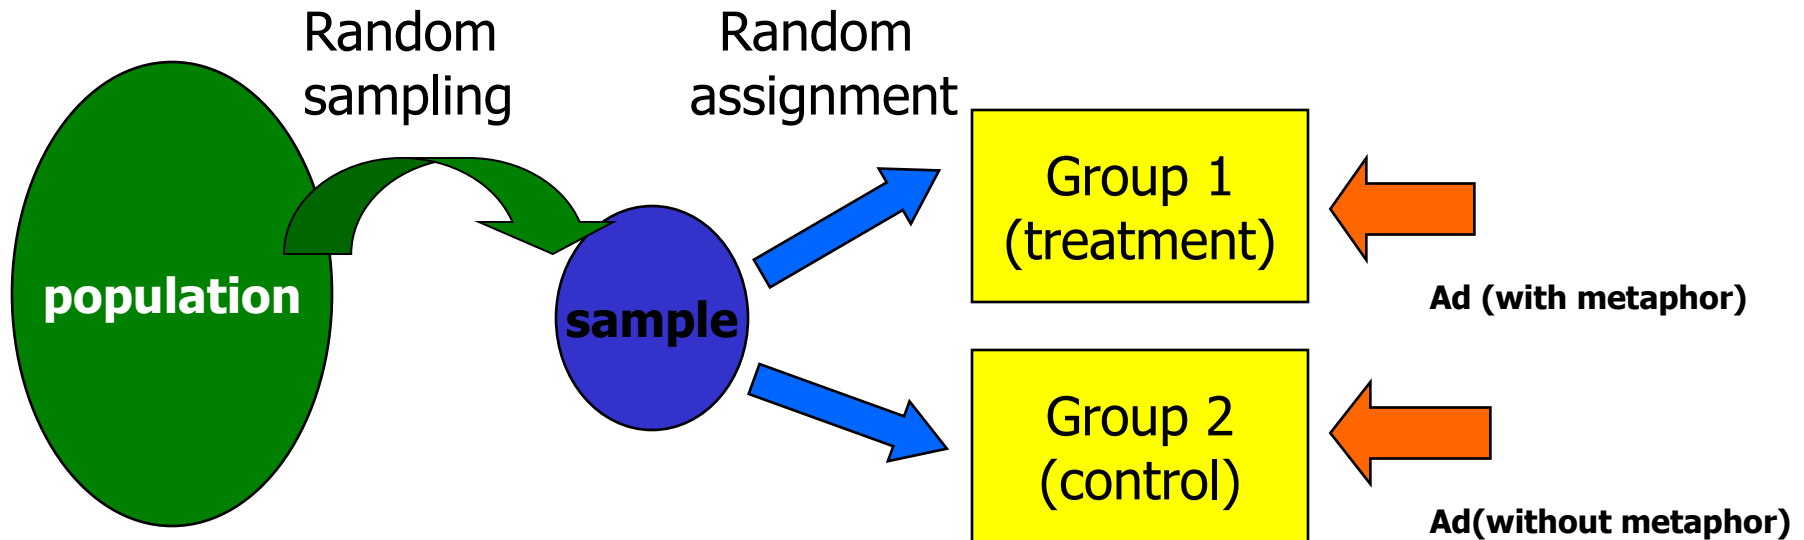 Random
sampling
Random
assignment
population
sample
Group 1
(treatment)
Ad (with metaphor)
Group 2
(control)
Ad(without metaphor)